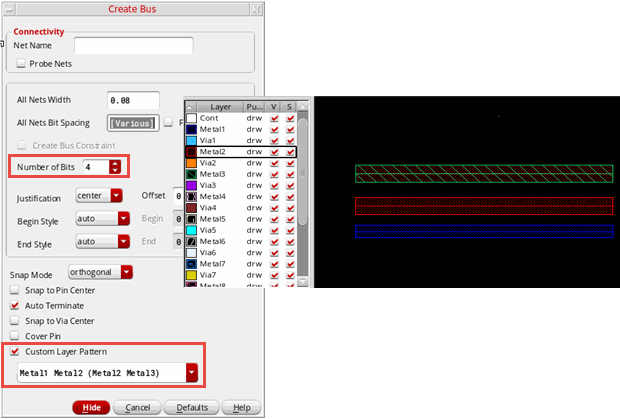 Create Bus
Connectivity
Net Name
Probe Nets
All Nets Width 0.08
All Nets Bit Spacing [Various]
Create Bus Constraint
Number of Bits 4
Justification center Offset 0
Begin Style auto Begin 0
End Style auto End 0
Snap Mode orthogonal
Snap to Pin Center
Auto Terminate
Snap to Via Center
Cover Pin
Custom Layer Pattern
Metal1 Metal2 (Metal2 Metal3)
Hide Cancel Defaults Help
Layer Pu... V S
Cont drw
Metal1 drw
Via1 drw
Metal2 drw
Via2 drw
Metal3 drw
Via3 drw
Metal4 drw
Via4 drw
Metal5 drw
Via5 drw
Metal6 drw
Via6 drw
Metal7 drw
Via7 drw
Metal8 drw